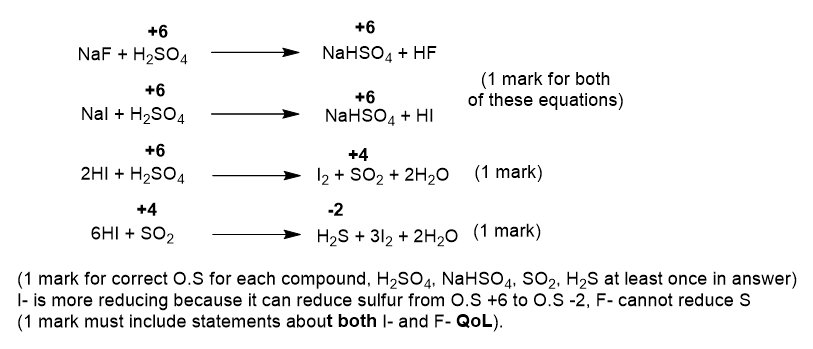 +6 +6
NaF + H₂SO₄ NaHSO₄ + HF
(1 mark for both
of these equations)
+6 +6
NaI + H₂SO₄ NaHSO₄ + HI
+6 +4
2HI + H₂SO₄ I₂ + SO₂ + 2H₂O (1 mark)
+4 -2
6HI + SO₂ H₂S + 3I₂ + 2H₂O (1 mark)
(1 mark for correct O.S for each compound, H₂SO₄, NaHSO₄, SO₂, H₂S at least once in answer)
I- is more reducing because it can reduce sulfur from O.S +6 to O.S -2, F- cannot reduce S
(1 mark must include statements about both I- and F- QoL).